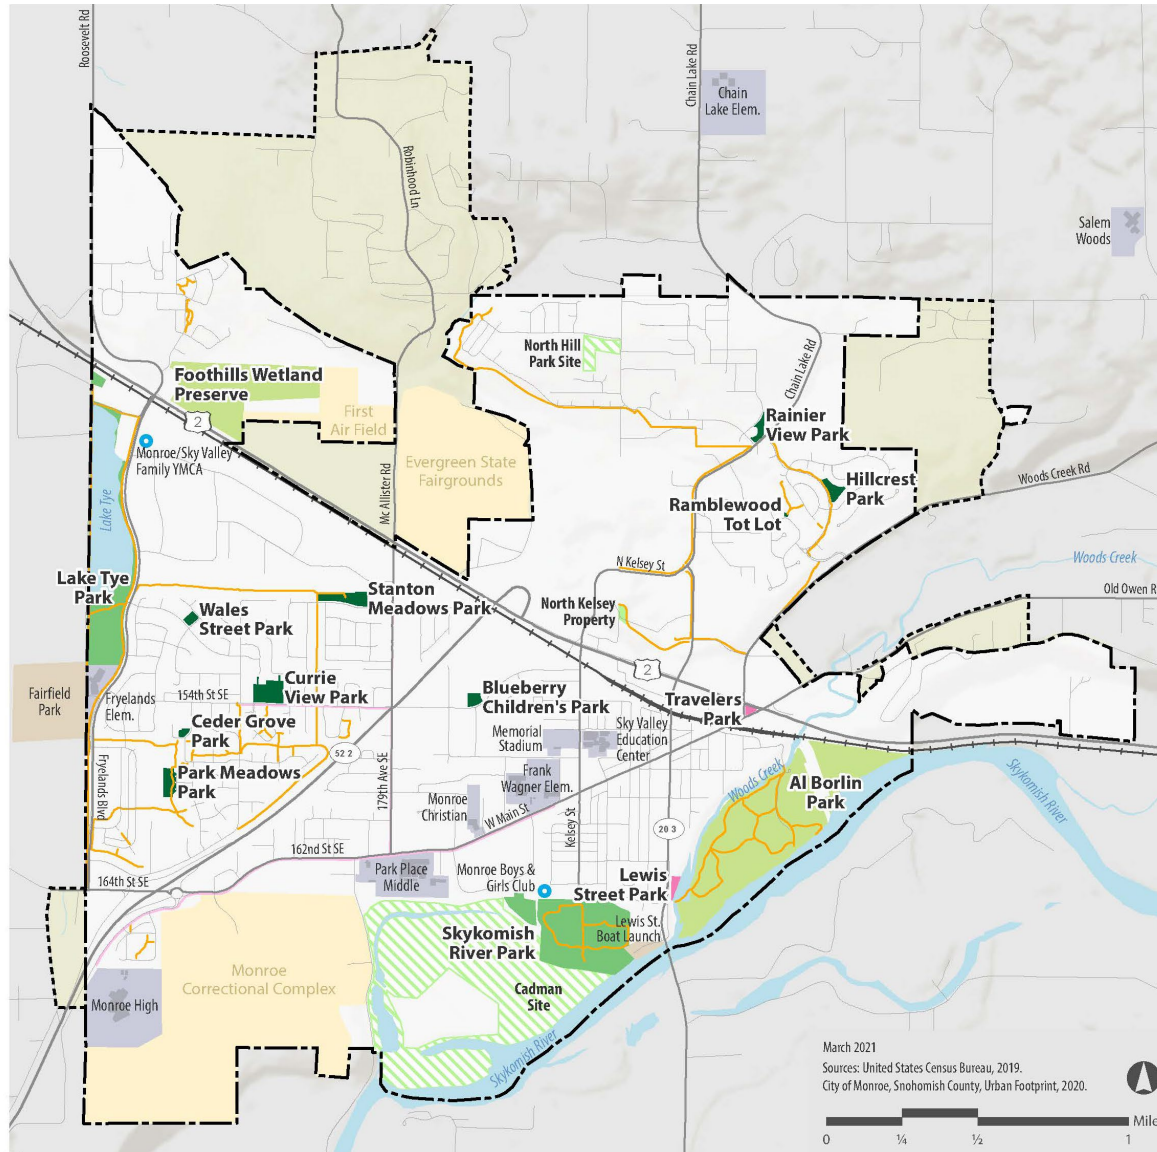 Roosevelt Rd
Chain Lake Rd
Chain
Lake Elem.
Robinhood Ln
Salem
Woods
North Hill
Park Site
Chain Lake Rd
Foothills Wetland
Preserve
2
First
Air Field
Rainier
View Park
Monroe/Sky Valley
Family YMCA
Evergreen State
Fairgrounds
Mc Allister Rd
Woods Creek Rd
Hillcrest
Park
Ramblewood
Tot Lot
Lake Tye
Woods Creek
N Kelsey St
Lake Tye
Park
Stanton
Meadows Park
Old Owen R
Wales
Street Park
North Kelsey
Property
2
Fairfield
Park
Fryelands
Elem.
154th St SE
Currie
View Park
Blueberry
Children's Park
Travelers
Park
Ceder Grove
Park
Memorial
Stadium
Sky Valley
Education
Center
52 2
179th Ave SE
Fryelands Blvd
Park Meadows
Park
Frank
Wagner Elem.
Woods Creek
Al Borlin
Park
Skykomish River
Monroe
Christian
W Main St
Kelsey St
20 3
162nd St SE
164th St SE
Park Place
Middle
Monroe Boys &
Girls Club
Lewis
Street Park
Lewis St.
Boat Launch
Skykomish
River Park
Monroe
Correctional Complex
Cadman
Site
Monroe High
Skykomish River
March 2021
Sources: United States Census Bureau, 2019.
City of Monroe, Snohomish County, Urban Footprint, 2020.
Mile
0 ¼ ½ 1